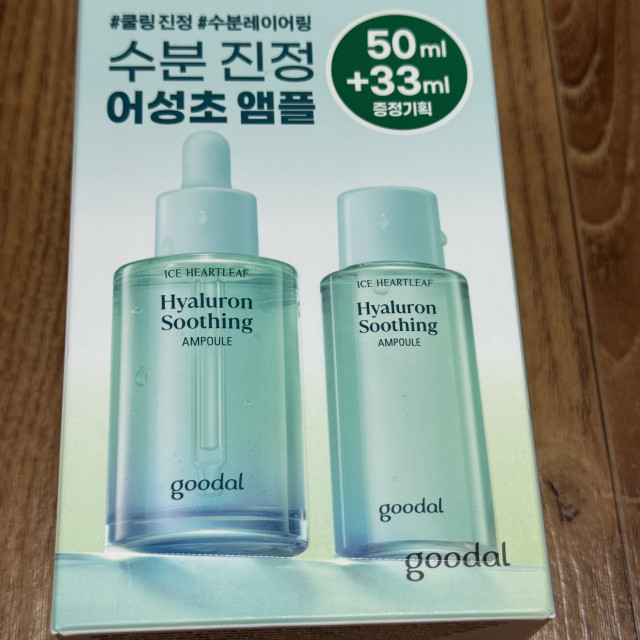 #쿨링 진정 #수분레이어링
수분 진정
어성초 앰플
50ml
+33ml
증정기획
ICE HEARTLEAF
Hyaluron
Soothing
AMPOULE
goodal
ICE HEARTLEAF
Hyaluron
Soothing
AMPOULE
goodal
goodal